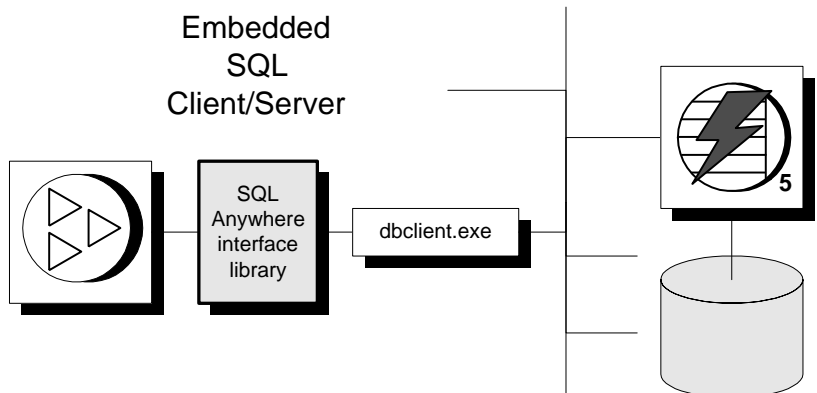 Embedded
SQL
Client/Server
SQL
Anywhere
interface
library
dbclient.exe
5